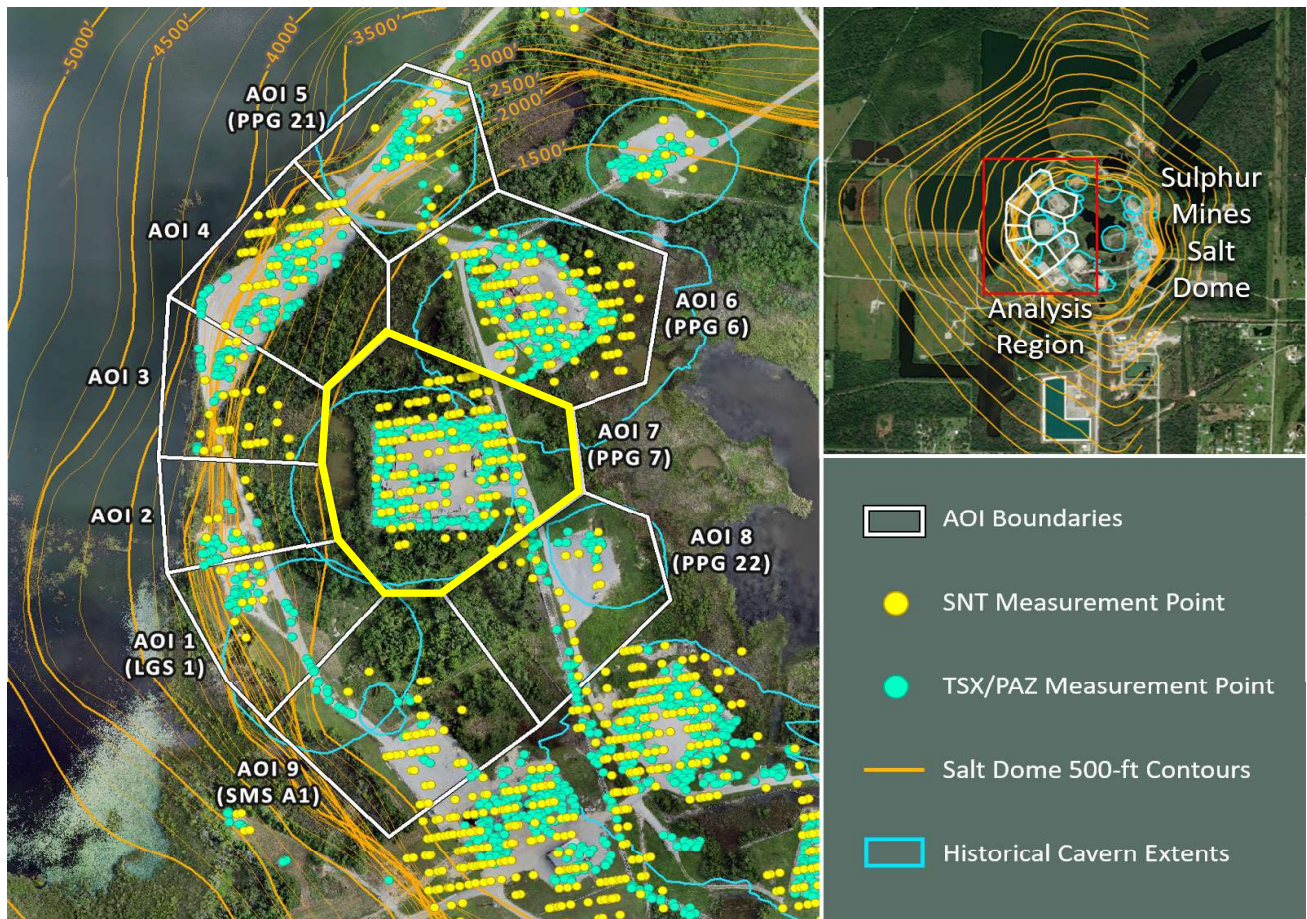 -5000'
-4500'
-4000'
-3500'
-3000'
-2500'
-2000'
-1500'
AOI 5
(PPG 21)
AOI 4
AOI 3
AOI 2
AOI 1
(LGS 1)
AOI 9
(SMS A1)
AOI 6
(PPG 6)
AOI 7
(PPG 7)
AOI 8
(PPG 22)
Sulphur
Mines
Salt
Dome
Analysis
Region
AOI Boundaries
SNT Measurement Point
TSX/PAZ Measurement Point
Salt Dome 500-ft Contours
Historical Cavern Extents